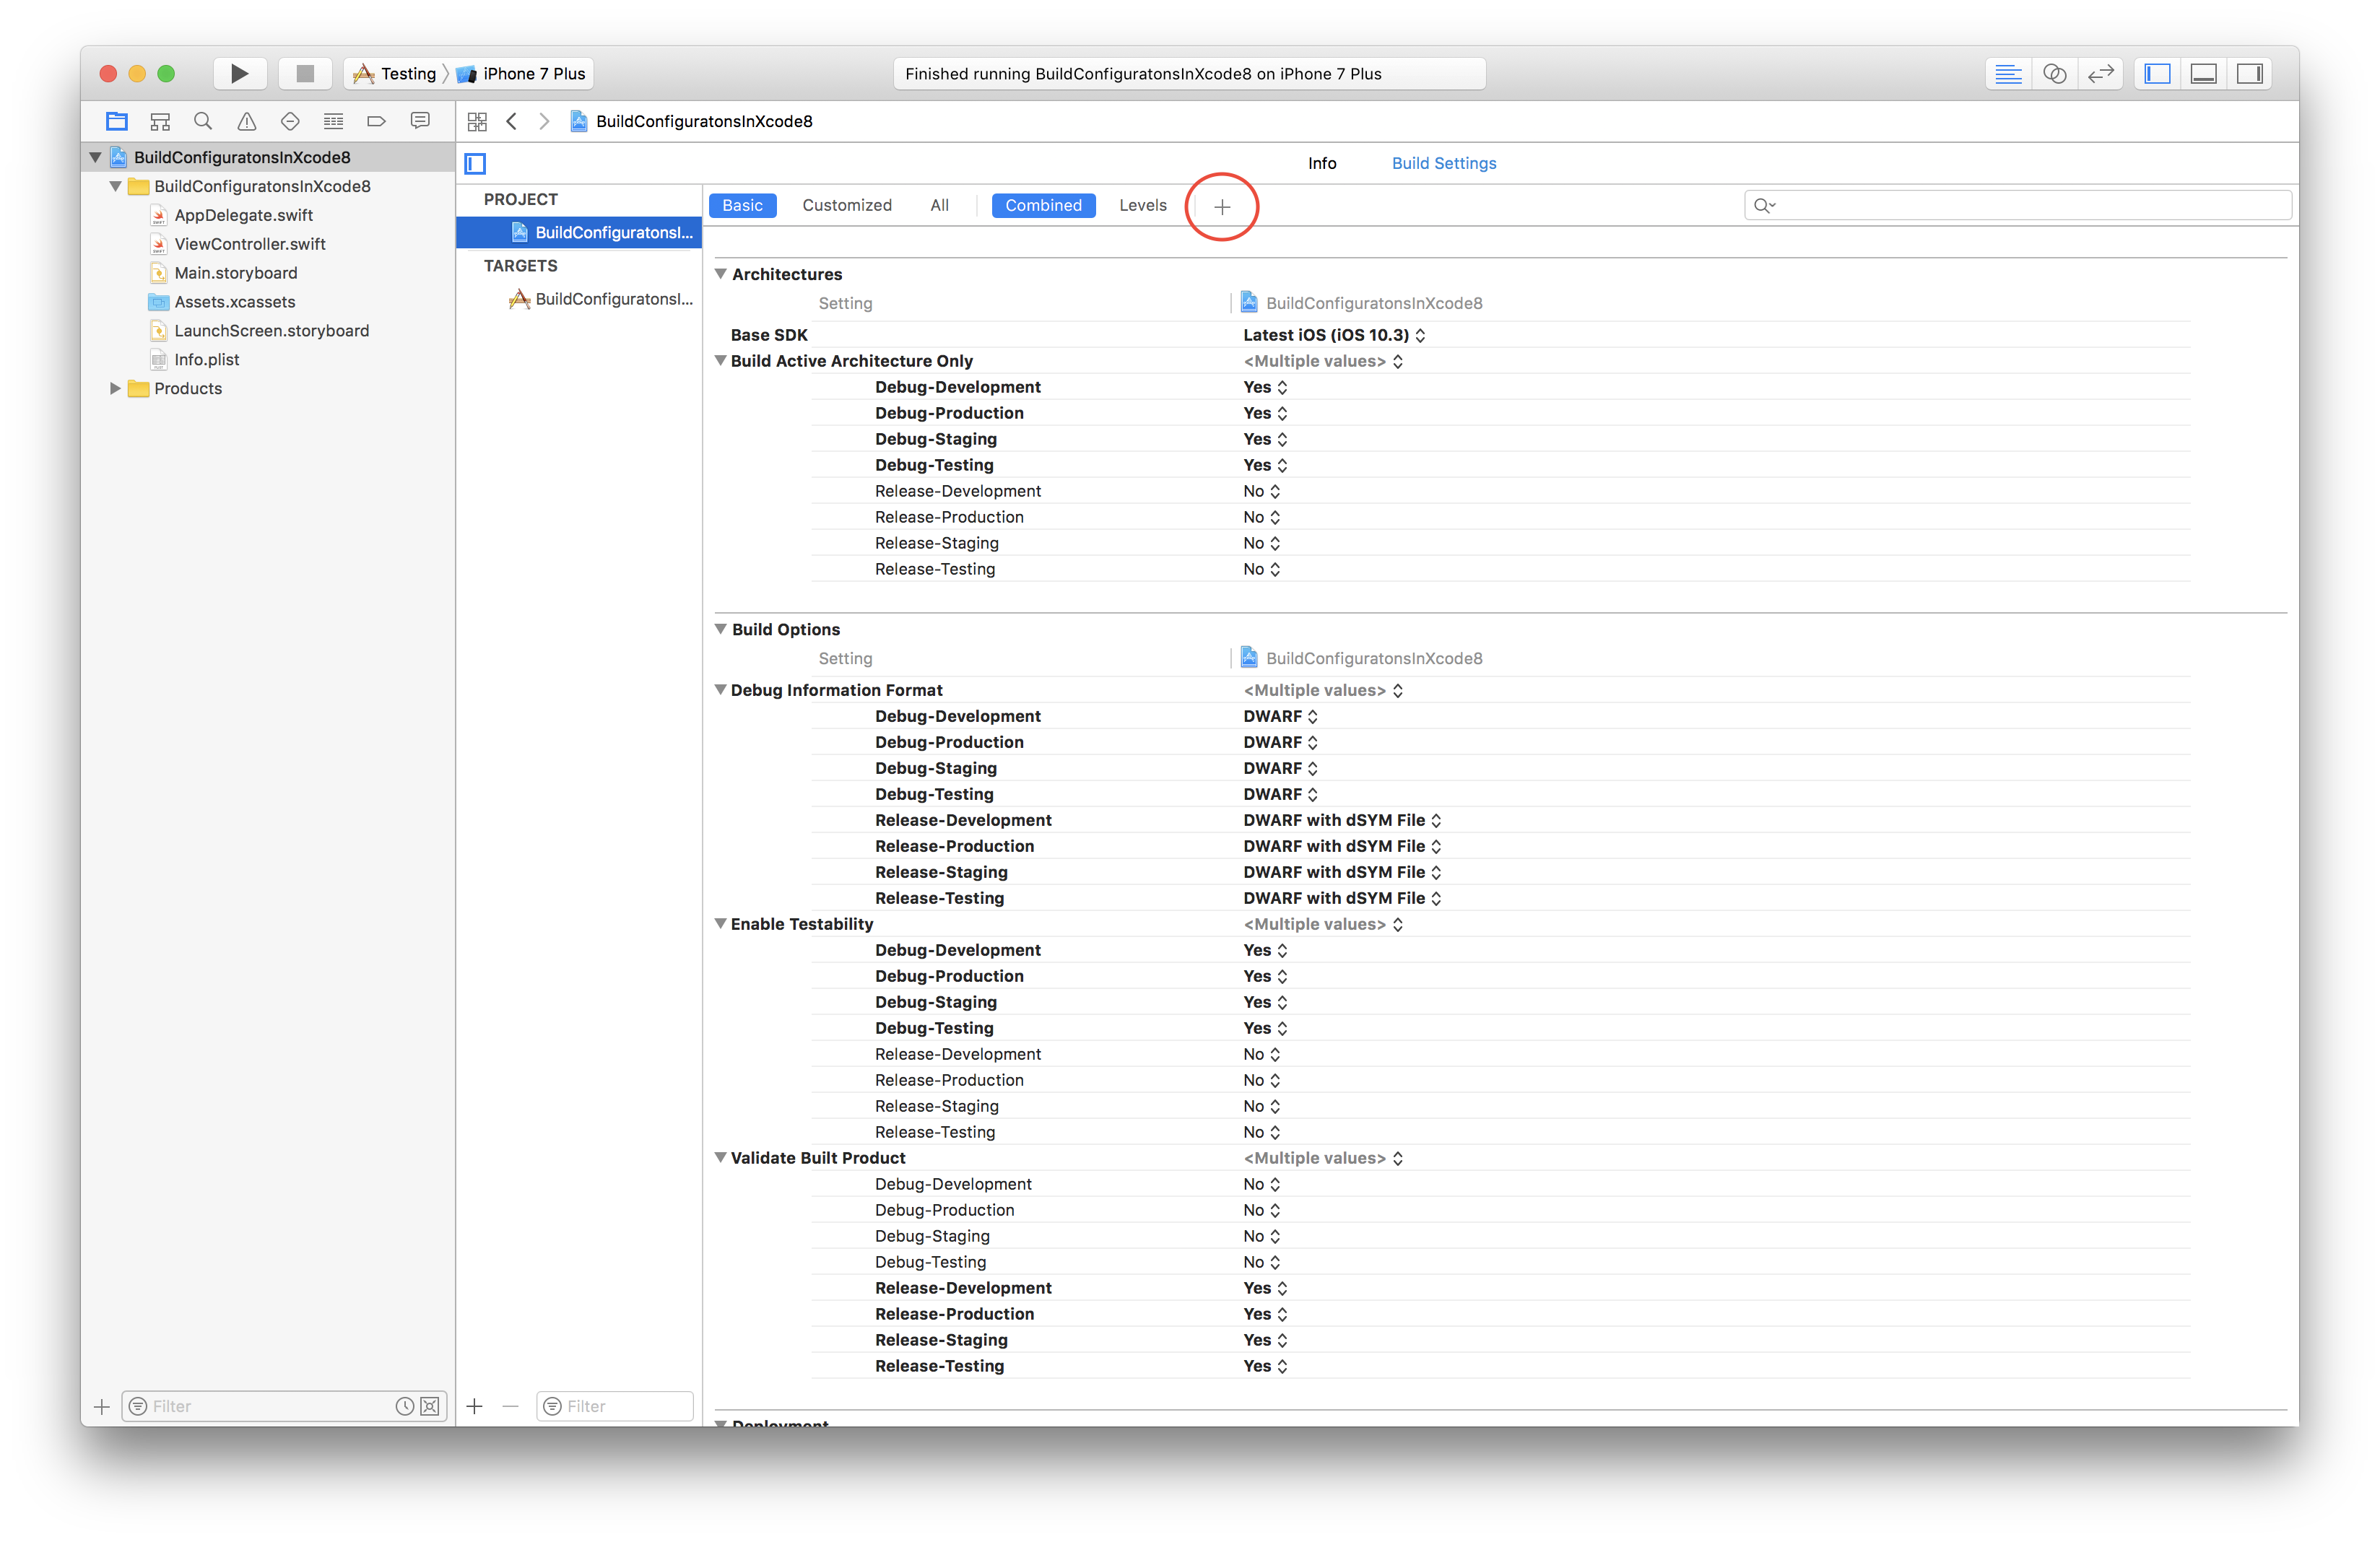 Testing
iPhone 7 Plus
Finished running BuildConfiguratonsInXcode8 on iPhone 7 Plus
BuildConfiguratonsInXcode8
BuildConfiguratonsInXcode8
BuildConfiguratonsInXcode8
AppDelegate.swift
ViewController.swift
Main.storyboard
Assets.xcassets
LaunchScreen.storyboard
Info.plist
Products
Filter
Info Build Settings
PROJECT
BuildConfiguratonsI...
TARGETS
BuildConfiguratonsI...
Filter
Basic Customized All Combined Levels
Architectures
Setting BuildConfiguratonsInXcode8
Base SDK Latest iOS (iOS 10.3)
Build Active Architecture Only <Multiple values>
Debug-Development Yes
Debug-Production Yes
Debug-Staging Yes
Debug-Testing Yes
Release-Development No
Release-Production No
Release-Staging No
Release-Testing No
Build Options
Setting BuildConfiguratonsInXcode8
Debug Information Format <Multiple values>
Debug-Development DWARF
Debug-Production DWARF
Debug-Staging DWARF
Debug-Testing DWARF
Release-Development DWARF with dSYM File
Release-Production DWARF with dSYM File
Release-Staging DWARF with dSYM File
Release-Testing DWARF with dSYM File
Enable Testability <Multiple values>
Debug-Development Yes
Debug-Production Yes
Debug-Staging Yes
Debug-Testing Yes
Release-Development No
Release-Production No
Release-Staging No
Release-Testing No
Validate Built Product <Multiple values>
Debug-Development No
Debug-Production No
Debug-Staging No
Debug-Testing No
Release-Development Yes
Release-Production Yes
Release-Staging Yes
Release-Testing Yes
Deployment